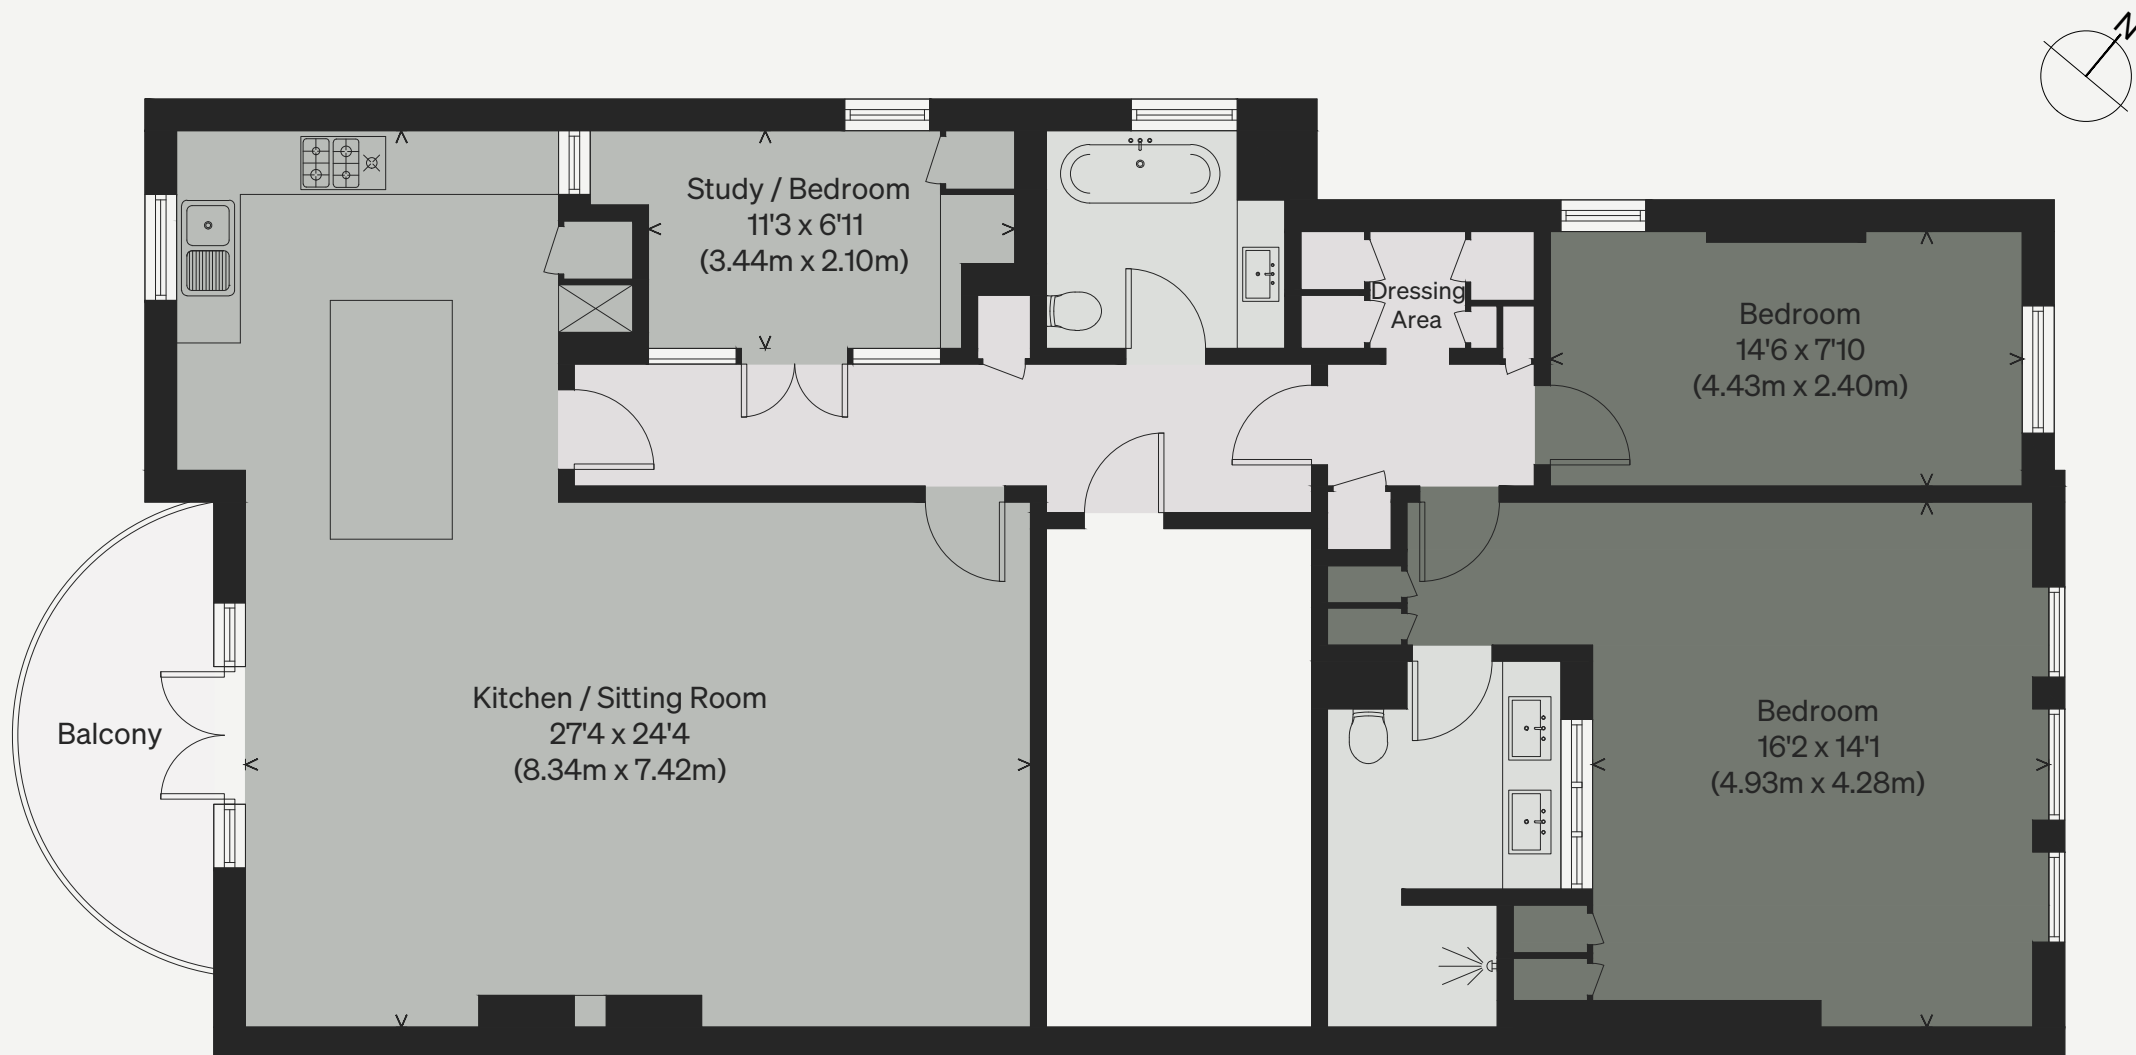 N
Study / Bedroom
11'3 x 6'11
(3.44m x 2.10m)
Dressing
Area
Bedroom
14'6 x 7'10
(4.43m x 2.40m)
Kitchen / Sitting Room
27'4 x 24'4
(8.34m x 7.42m)
Balcony
Bedroom
16'2 x 14'1
(4.93m x 4.28m)